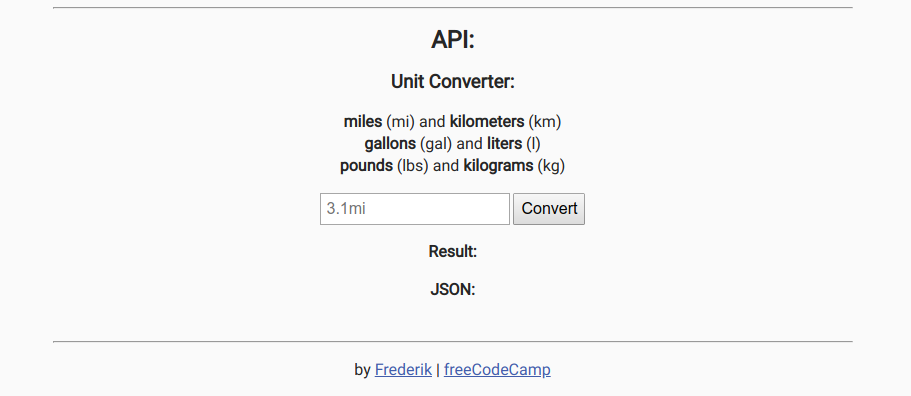 API:
Unit Converter:
miles (mi) and kilometers (km)
gallons (gal) and liters (l)
pounds (lbs) and kilograms (kg)
3.1mi Convert
Result:
JSON:
by Frederik | freeCodeCamp